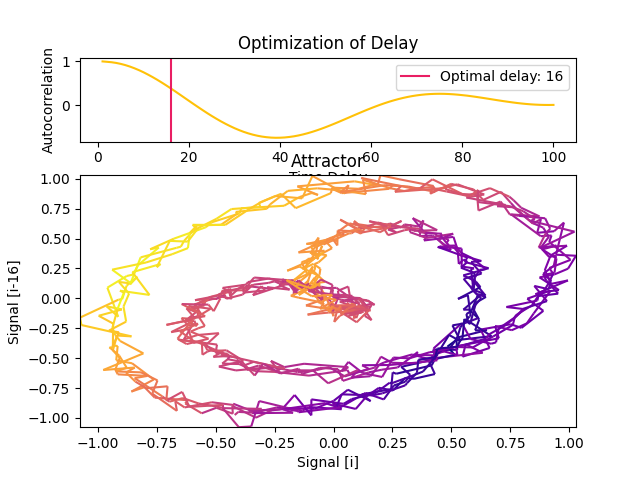 Optimization of Delay
Autocorrelation
1
0
Optimal delay: 16
0 20 40 60 80 100
Time Delay
Attractor
Signal [i-16]
1.00
0.75
0.50
0.25
0.00
−0.25
−0.50
−0.75
−1.00
−1.00 −0.75 −0.50 −0.25 0.00 0.25 0.50 0.75 1.00
Signal [i]